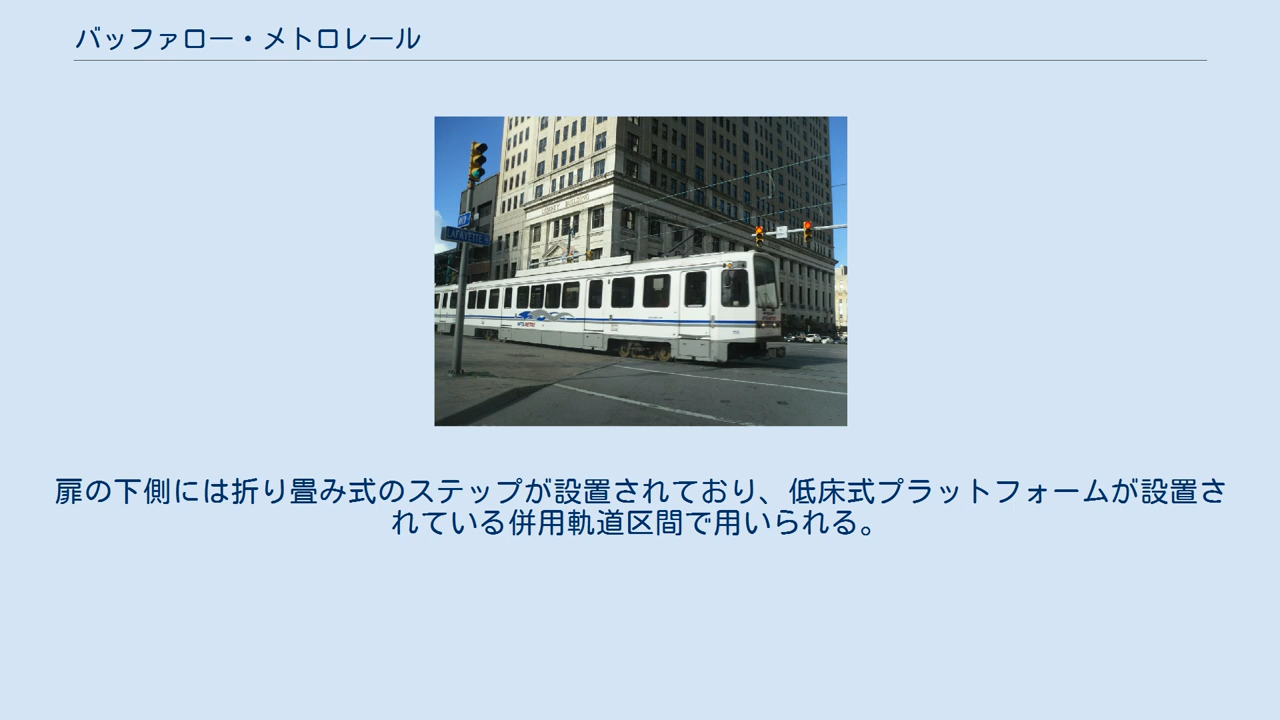 バッファロー・メトロレール
LAFAYETTE
扉の下側には折り畳み式のステップが設置されており、低床式プラットフォームが設置さ
れている併用軌道区間で用いられる。